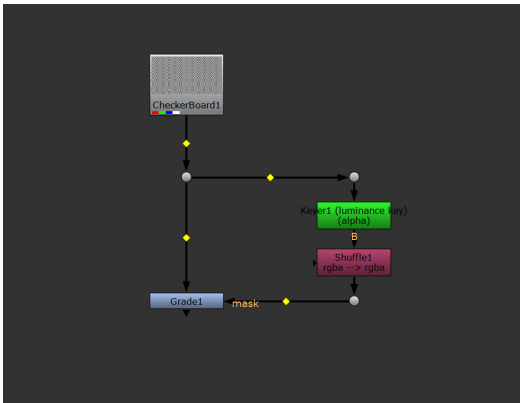 CheckerBoard1
Keyer1 (luminance key)
(alpha)
B
Shuffle1
rgba --> rgba
Grade1
mask